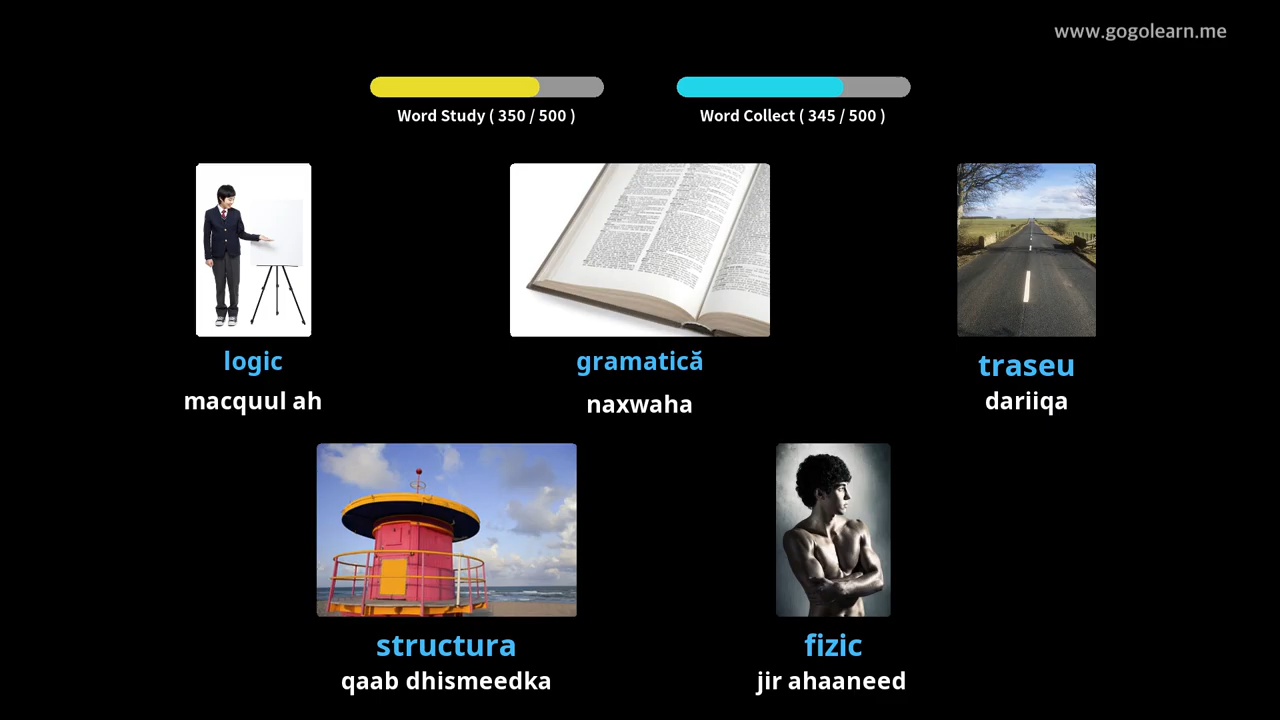 www.gogolearn.me
Word Study ( 350 / 500 )
Word Collect ( 345 / 500 )
logic
macquul ah
gramatică
naxwaha
traseu
dariiqa
structura
qaab dhismeedka
fizic
jir ahaaneed